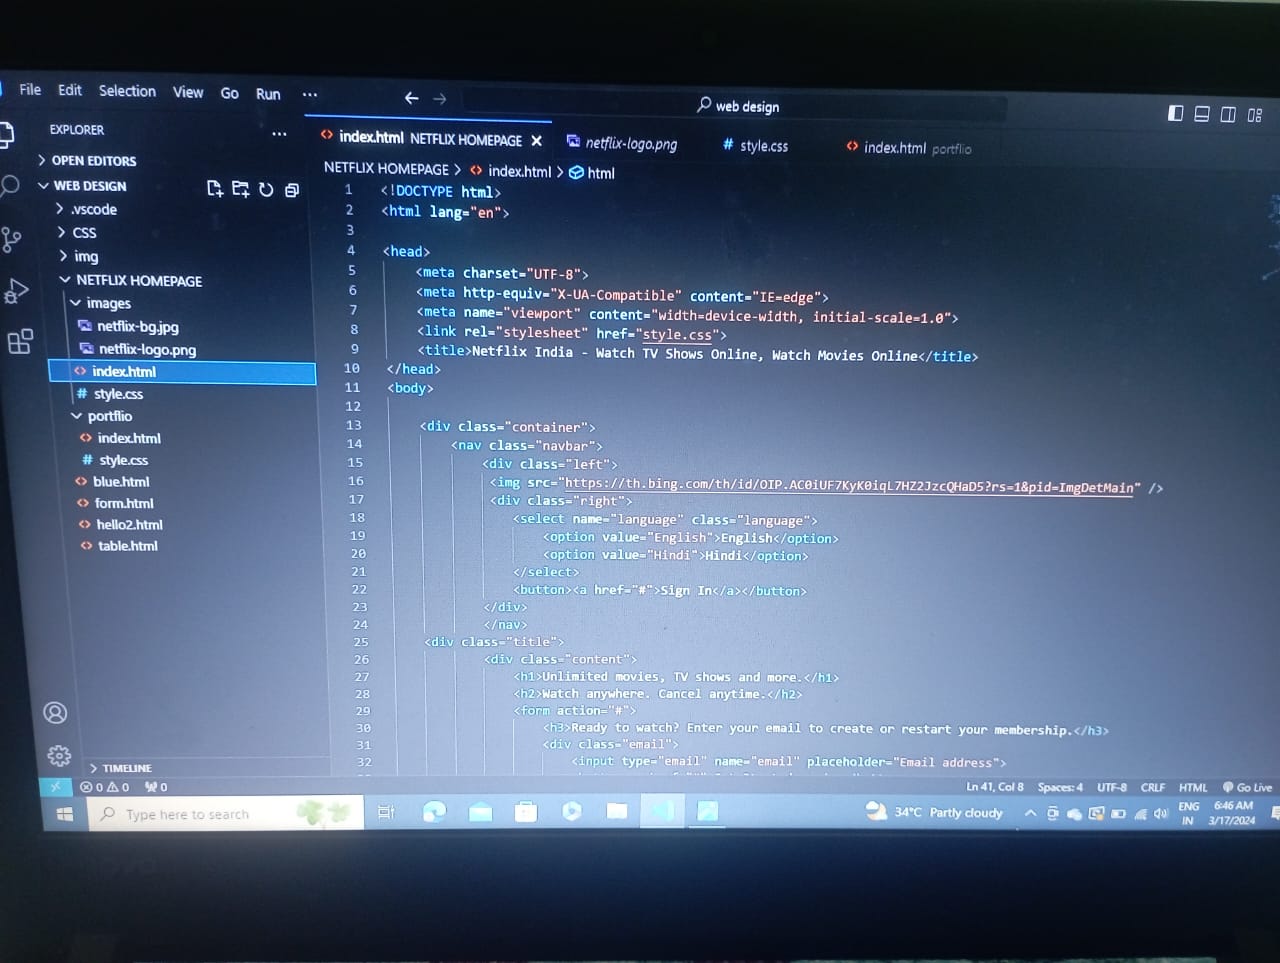 File Edit Selection View Go Run ...
web design
EXPLORER ...
OPEN EDITORS
WEB DESIGN
.vscode
CSS
img
NETFLIX HOMEPAGE
images
netflix-bg.jpg
netflix-logo.png
index.html
style.css
portflio
index.html
style.css
blue.html
form.html
hello2.html
table.html
TIMELINE
index.html NETFLIX HOMEPAGE
netflix-logo.png
style.css
index.html portflio
NETFLIX HOMEPAGE > index.html > html
1 <!DOCTYPE html>
2 <html lang="en">
3
4 <head>
5 <meta charset="UTF-8">
6 <meta http-equiv="X-UA-Compatible" content="IE=edge">
7 <meta name="viewport" content="width=device-width, initial-scale=1.0">
8 <link rel="stylesheet" href="style.css">
9 <title>Netflix India - Watch TV Shows Online, Watch Movies Online</title>
10 </head>
11 <body>
12
13 <div class="container">
14 <nav class="navbar">
15 <div class="left">
16 <img src="https://th.bing.com/th/id/OIP.AC0iUF7KyK0iqL7HZ2JzcQHaD5?rs=1&pid=ImgDetMain" />
17 <div class="right">
18 <select name="language" class="language">
19 <option value="English">English</option>
20 <option value="Hindi">Hindi</option>
21 </select>
22 <button><a href="#">Sign In</a></button>
23 </div>
24 </nav>
25 <div class="title">
26 <div class="content">
27 <h1>Unlimited movies, TV shows and more.</h1>
28 <h2>Watch anywhere. Cancel anytime.</h2>
29 <form action="#">
30 <h3>Ready to watch? Enter your email to create or restart your membership.</h3>
31 <div class="email">
32 <input type="email" name="email" placeholder="Email address">
0 0 0
Ln 41, Col 8 Spaces: 4 UTF-8 CRLF HTML Go Live
Type here to search
34°C Partly cloudy
ENG
IN
6:46 AM
3/17/2024